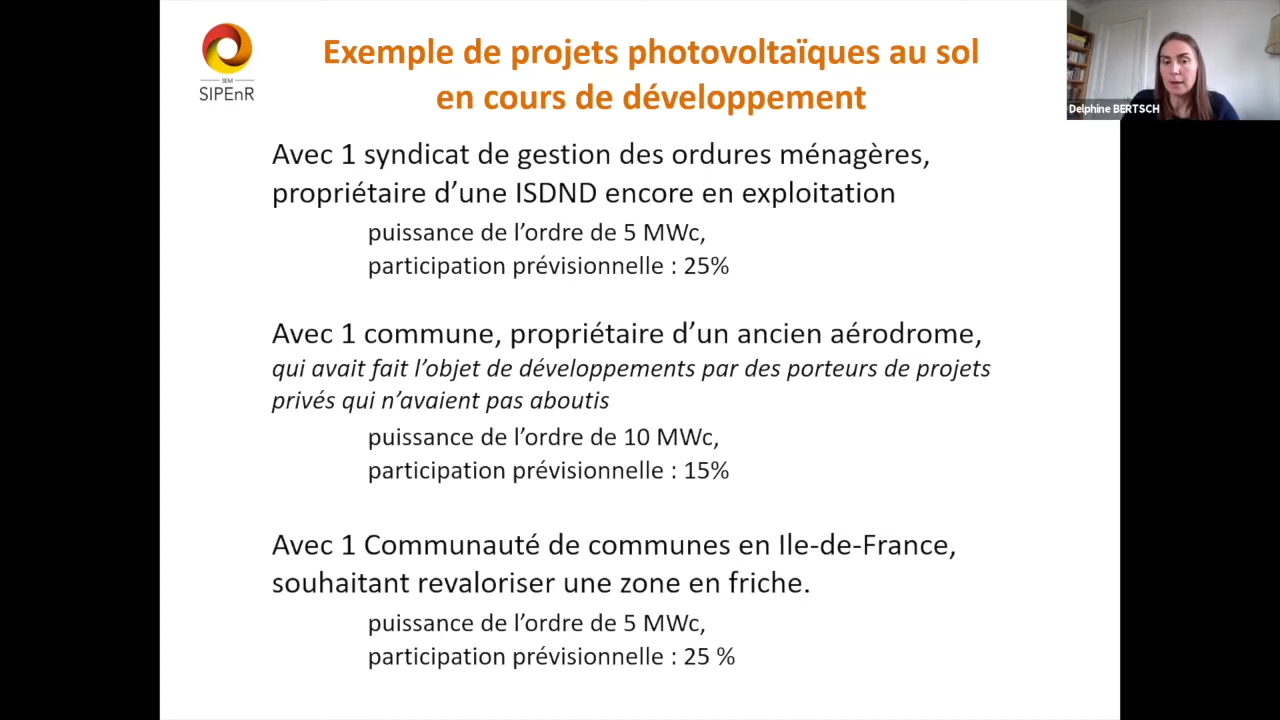 SEM
SIPEnR
Exemple de projets photovoltaïques au sol
en cours de développement
Delphine BERTSCH
Avec 1 syndicat de gestion des ordures ménagères,
propriétaire d’une ISDND encore en exploitation
puissance de l’ordre de 5 MWc,
participation prévisionnelle : 25%
Avec 1 commune, propriétaire d’un ancien aérodrome,
qui avait fait l’objet de développements par des porteurs de projets
privés qui n’avaient pas aboutis
puissance de l’ordre de 10 MWc,
participation prévisionnelle : 15%
Avec 1 Communauté de communes en Ile-de-France,
souhaitant revaloriser une zone en friche.
puissance de l’ordre de 5 MWc,
participation prévisionnelle : 25 %